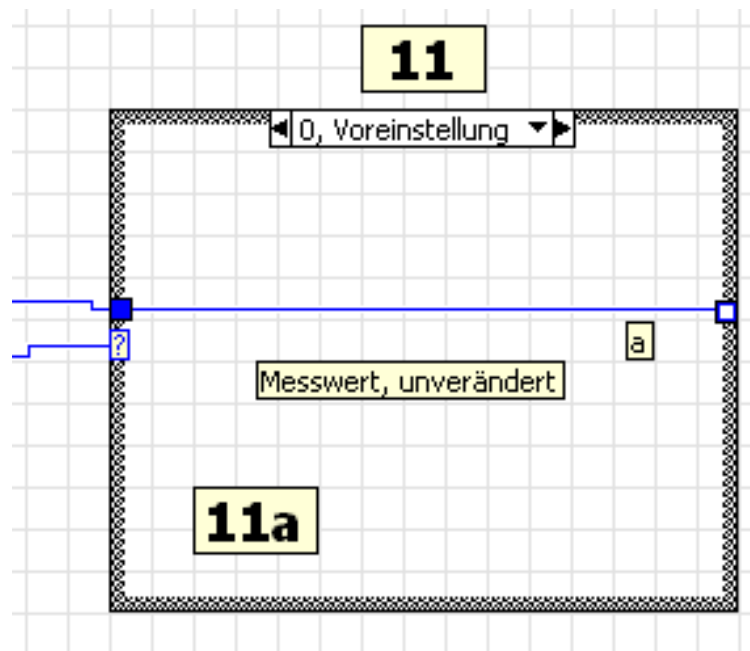 11
0, Voreinstellung
?
a
Messwert, unverändert
11a